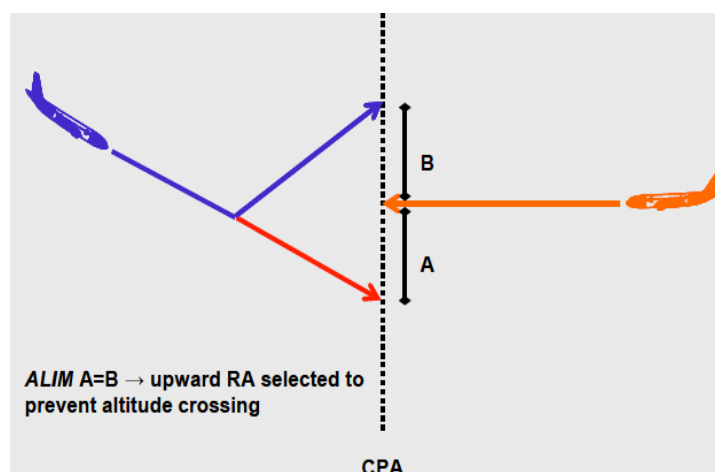 B
A
ALIM A=B → upward RA selected to
prevent altitude crossing
CPA